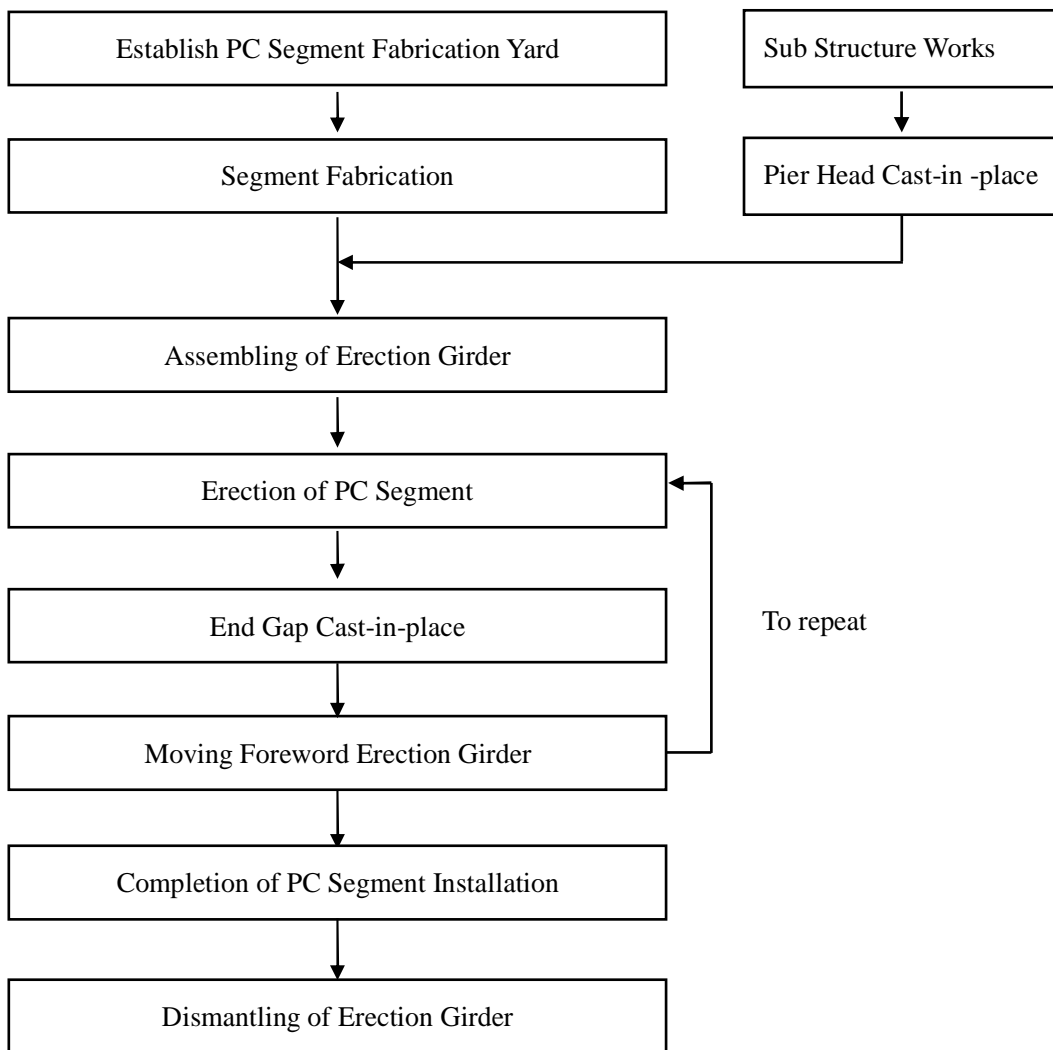 Establish PC Segment Fabrication Yard
Sub Structure Works
Segment Fabrication
Pier Head Cast-in -place
Assembling of Erection Girder
Erection of PC Segment
End Gap Cast-in-place
To repeat
Moving Foreword Erection Girder
Completion of PC Segment Installation
Dismantling of Erection Girder